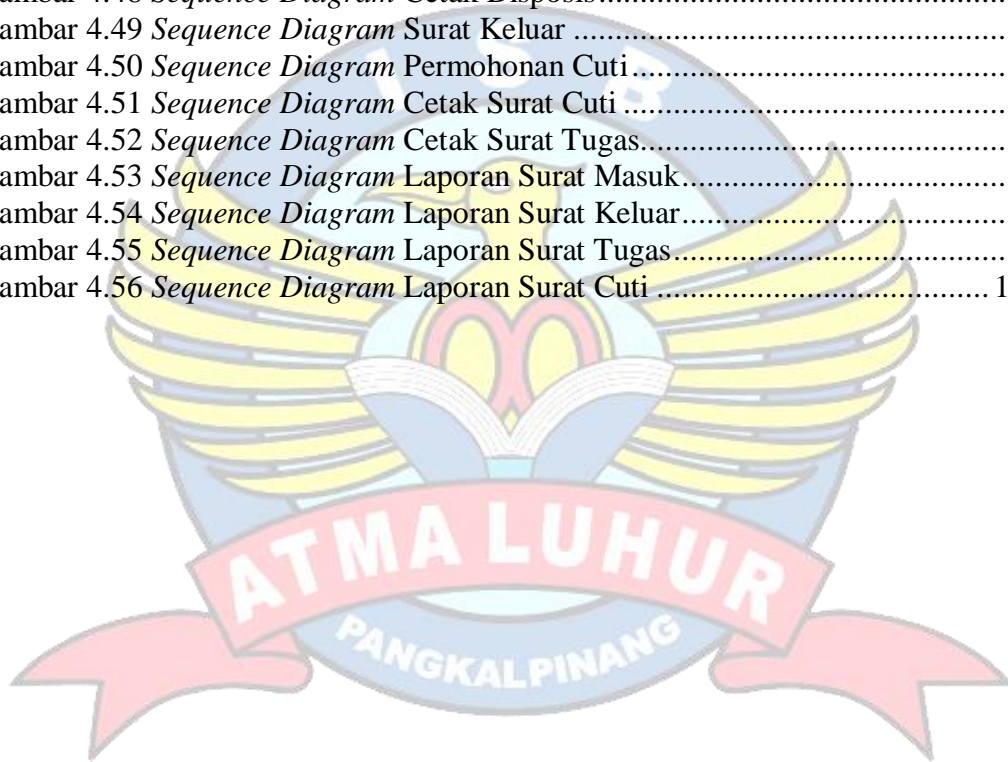 ambar 4.48 Sequence Diagram Cetak Disposis.....................................................
ambar 4.49 Sequence Diagram Surat Keluar .....................................................
ambar 4.50 Sequence Diagram Permohonan Cuti................................................
ambar 4.51 Sequence Diagram Cetak Surat Cuti ................................................
ambar 4.52 Sequence Diagram Cetak Surat Tugas..............................................
ambar 4.53 Sequence Diagram Laporan Surat Masuk.........................................
ambar 4.54 Sequence Diagram Laporan Surat Keluar.........................................
ambar 4.55 Sequence Diagram Laporan Surat Tugas..........................................
ambar 4.56 Sequence Diagram Laporan Surat Cuti ......................................... 1
I S B
ATMA LUHUR
PANGKALPINANG